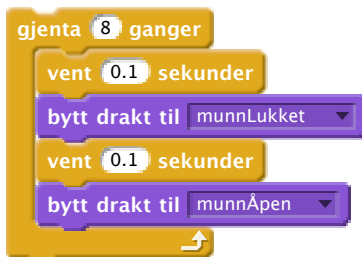 gjenta 8 ganger
vent 0.1 sekunder
bytt drakt til munnLukket
vent 0.1 sekunder
bytt drakt til munnÅpen